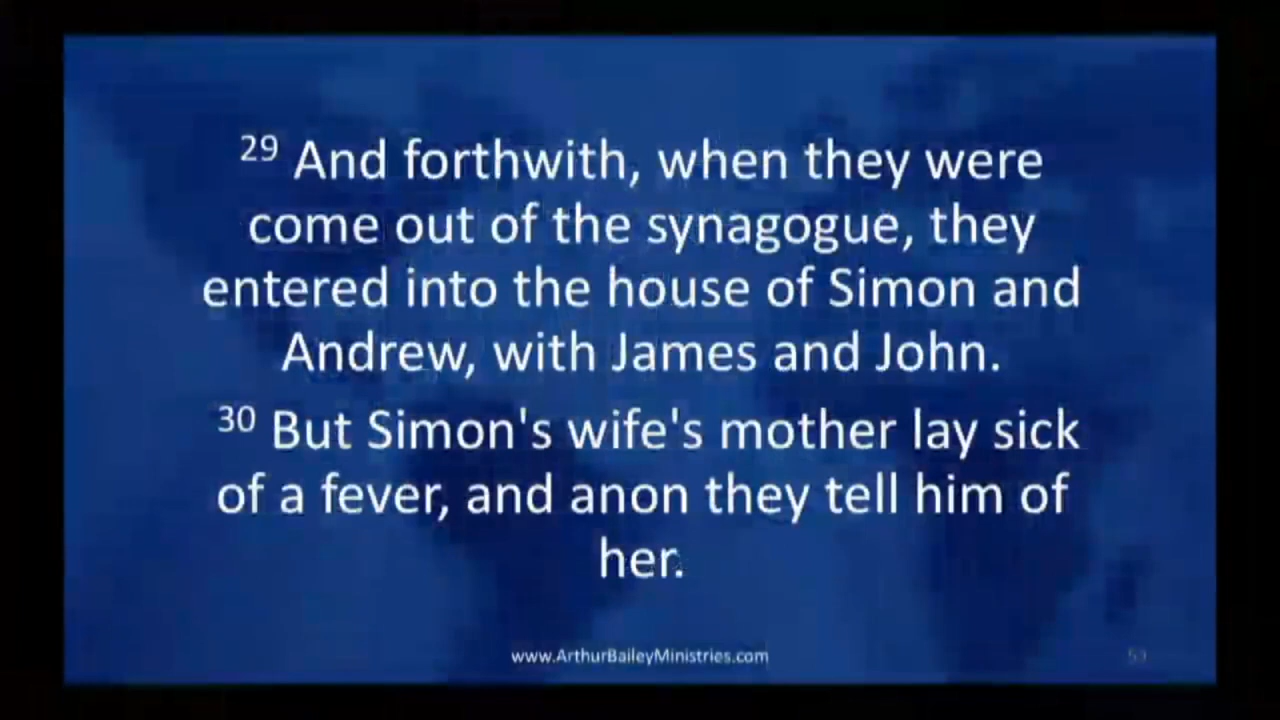 29 And forthwith, when they were
come out of the synagogue, they
entered into the house of Simon and
Andrew, with James and John.
30 But Simon's wife's mother lay sick
of a fever, and anon they tell him of
her.
www.ArthurBaileyMinistries.com